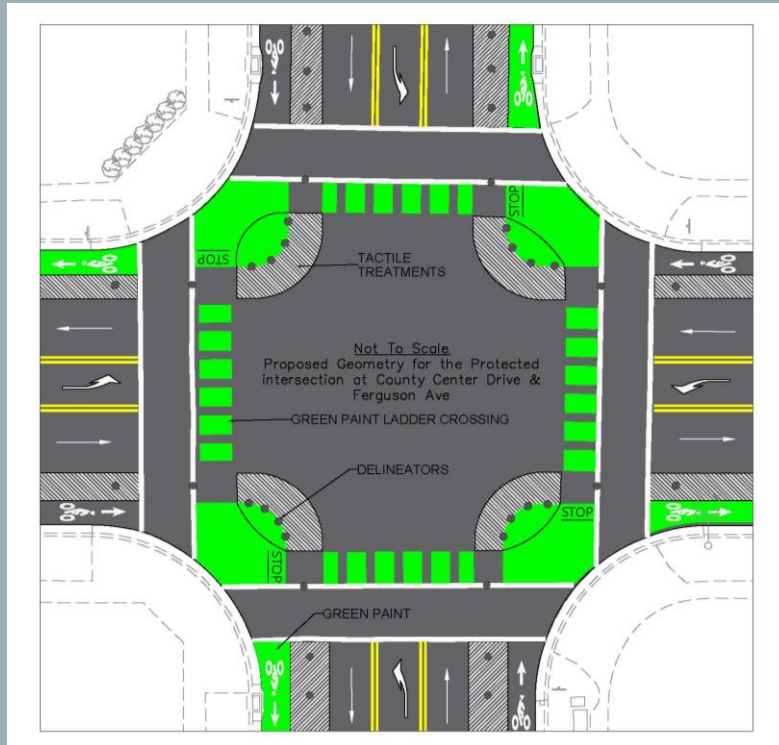 STOP
STOP
TACTILE
TREATMENTS
Not To Scale
Proposed Geometry for the Protected
intersection at County Center Drive &
Ferguson Ave
GREEN PAINT LADDER CROSSING
DELINEATORS
STOP
STOP
GREEN PAINT